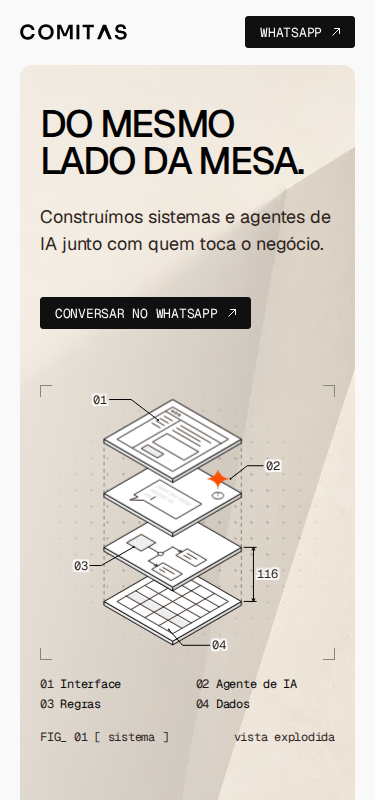 COMITAS
WHATSAPP ↗
DO MESMO
LADO DA MESA.
Construímos sistemas e agentes de
IA junto com quem toca o negócio.
CONVERSAR NO WHATSAPP ↗
01
02
03
116
04
01 Interface
02 Agente de IA
03 Regras
04 Dados
FIG_ 01 [ sistema ]
vista explodida